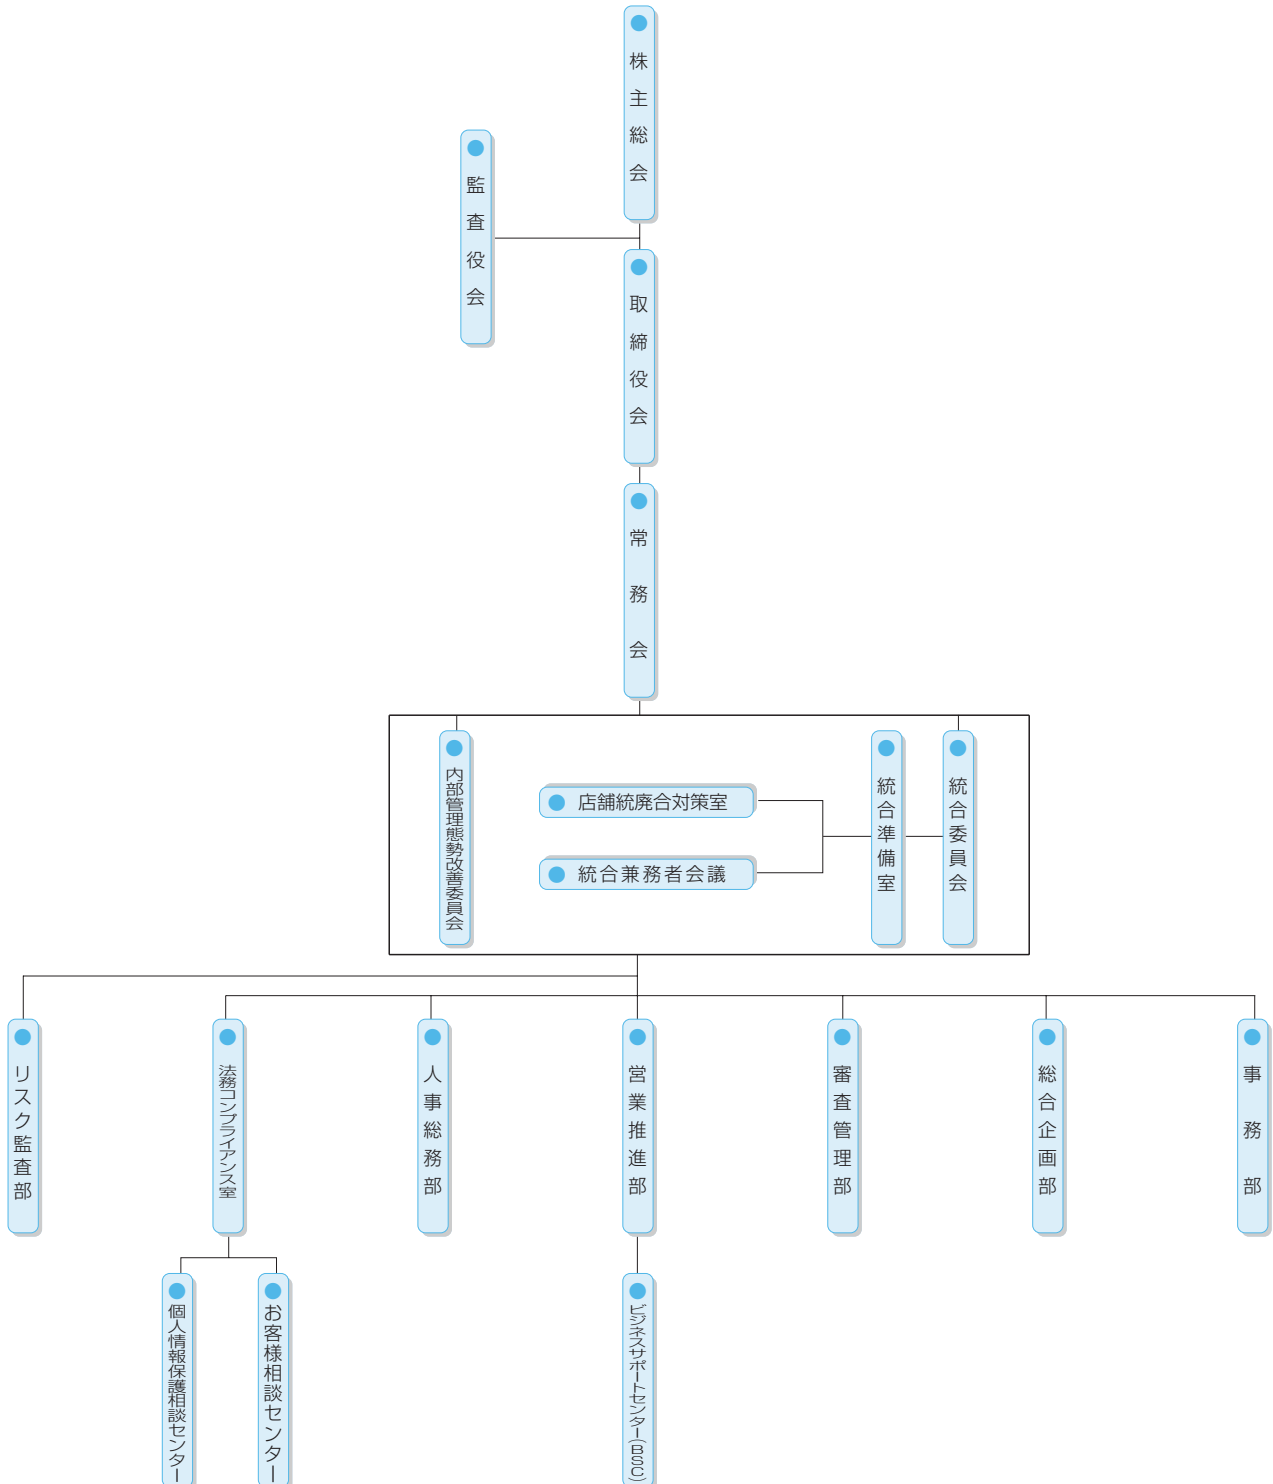 株主総会
監査役会
取締役会
常務会
内部管理態勢改善委員会
店舗統廃合対策室
統合兼務者会議
統合準備室
統合委員会
リスク監査部
法務コンプライアンス室
人事総務部
営業推進部
審査管理部
総合企画部
事務部
個人情報保護相談センター
お客様相談センター
ビジネスサポートセンター(BSC)